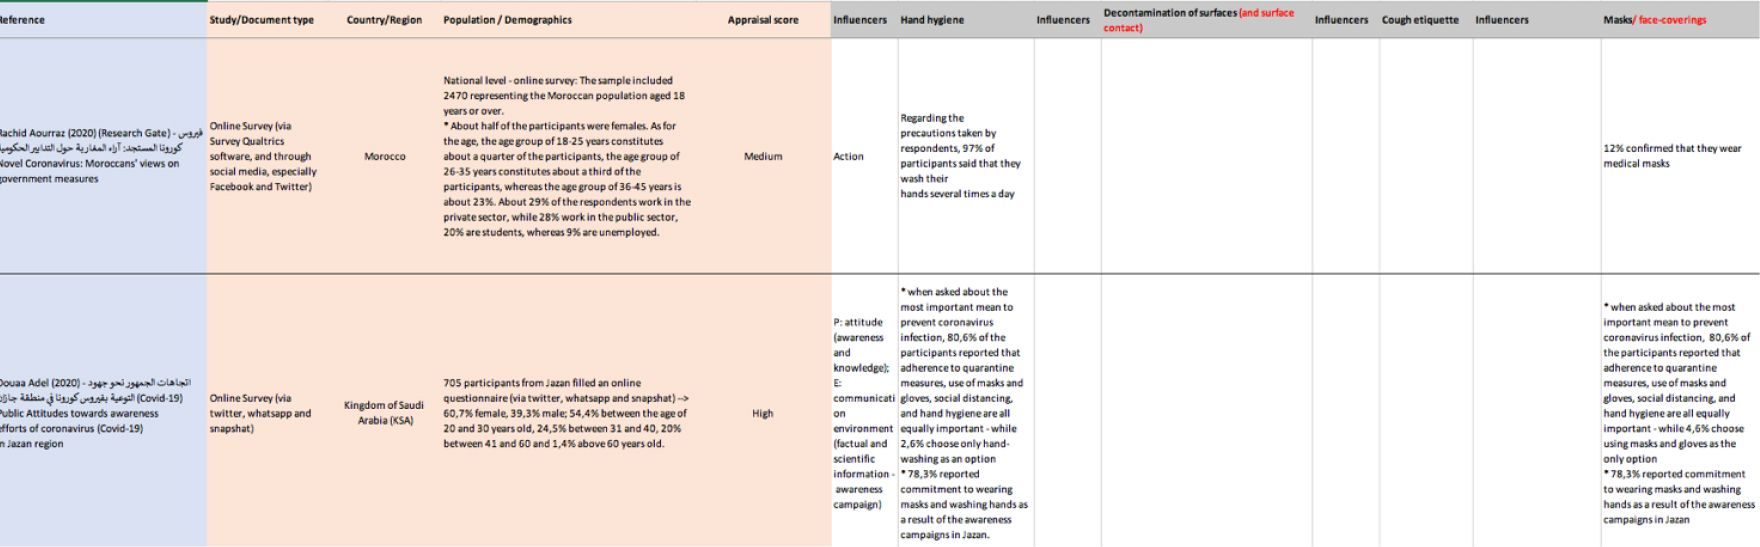 Reference
Study/Document type
Country/Region
Population / Demographics
Appraisal score
Influencers
Hand hygiene
Influencers
Decontamination of surfaces (and surface
contact)
Influencers
Cough etiquette
Influencers
Masks/ face-coverings
Rachid Aourraz (2020) (Research Gate) - فيروس
كورونا المستجد: آراء المغاربة حول التدابير الحكومية
Novel Coronavirus: Moroccans' views on
government measures
Online Survey (via
Survey Qualtrics
software, and through
social media, especially
Facebook and Twitter)
Morocco
National level - online survey: The sample included
2470 representing the Moroccan population aged 18
years or over.
* About half of the participants were females. As for
the age, the age group of 18-25 years constitutes
about a quarter of the participants, the age group of
26-35 years constitutes about a third of the
participants, whereas the age group of 36-45 years is
about 23%. About 29% of the respondents work in the
private sector, while 28% work in the public sector,
20% are students, whereas 9% are unemployed.
Medium
Action
Regarding the
precautions taken by
respondents, 97% of
participants said that they
wash their
hands several times a day
12% confirmed that they wear
medical masks
Douaa Adel (2020) - اتجاهات الجمهور نحو جهود
التوعية بفيروس كورونا في منطقة جازان (Covid-19)
Public Attitudes towards awareness
efforts of coronavirus (Covid-19)
in Jazan region
Online Survey (via
twitter, whatsapp and
snapshat)
Kingdom of Saudi
Arabia (KSA)
705 participants from Jazan filled an online
questionnaire (via twitter, whatsapp and snapshat) -->
60,7% female, 39,3% male; 54,4% between the age of
20 and 30 years old, 24,5% between 31 and 40, 20%
between 41 and 60 and 1,4% above 60 years old.
High
P: attitude
(awareness
and
knowledge);
E:
communicati
on
environment
(factual and
scientific
information -
awareness
campaign)
* when asked about the
most important mean to
prevent coronavirus
infection, 80,6% of the
participants reported that
adherence to quarantine
measures, use of masks and
gloves, social distancing,
and hand hygiene are all
equally important - while
2,6% choose only hand-
washing as an option
* 78,3% reported
commitment to wearing
masks and washing hands as
a result of the awareness
campaigns in Jazan.
* when asked about the most
important mean to prevent
coronavirus infection, 80,6% of
the participants reported that
adherence to quarantine
measures, use of masks and
gloves, social distancing, and
hand hygiene are all equally
important - while 4,6% choose
using masks and gloves as the
only option
* 78,3% reported commitment
to wearing masks and washing
hands as a result of the awareness
campaigns in Jazan